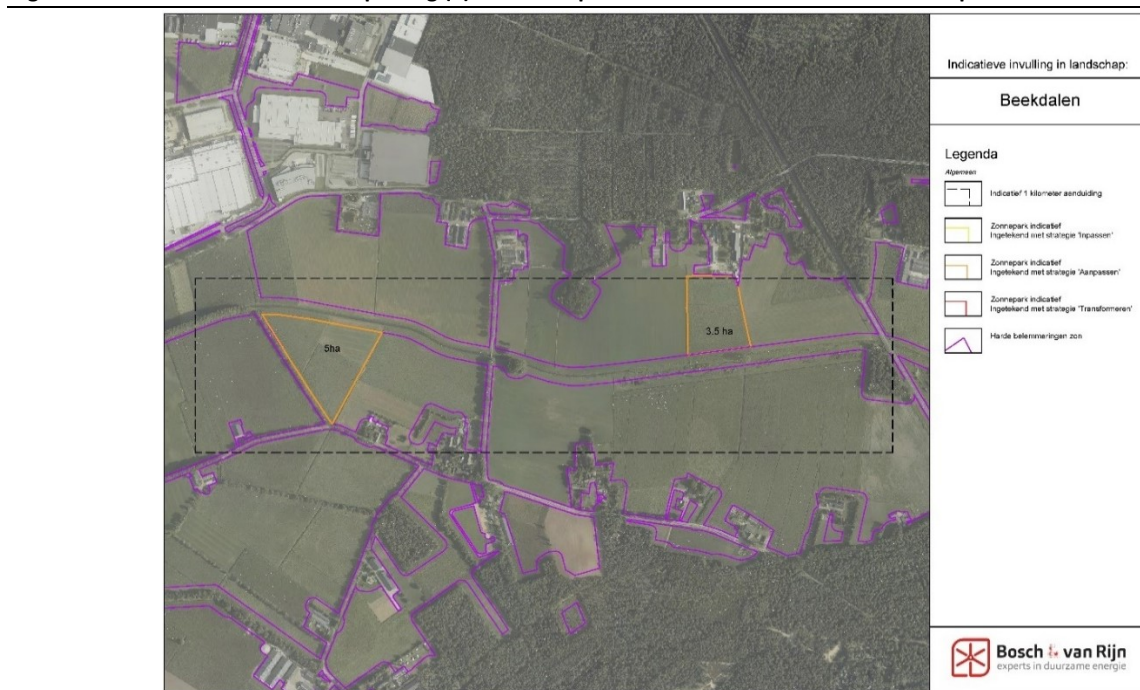 Indicatieve invulling in landschap:
Beekdalen
Legenda
Algemeen
Indicatief 1 kilometer aanduiding
Zonnepark indicatief
Ingetekend met strategie 'Inpassen'
Zonnepark indicatief
Ingetekend met strategie 'Aanpassen'
Zonnepark indicatief
Ingetekend met strategie 'Transformeren'
Harde belemmeringen zon
5ha
3.5 ha
Bosch & van Rijn
experts in duurzame energie